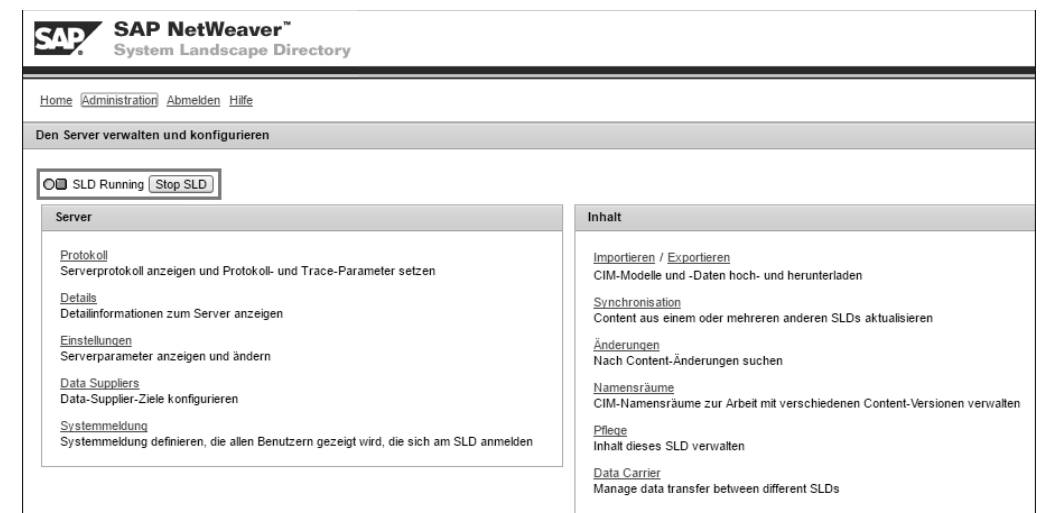 SAP SAP NetWeaver™
System Landscape Directory
Home Administration Abmelden Hilfe
Den Server verwalten und konfigurieren
SLD Running Stop SLD
Server
Protokoll
Serverprotokoll anzeigen und Protokoll- und Trace-Parameter setzen
Details
Detailinformationen zum Server anzeigen
Einstellungen
Serverparameter anzeigen und ändern
Data Suppliers
Data-Supplier-Ziele konfigurieren
Systemmeldung
Systemmeldung definieren, die allen Benutzern gezeigt wird, die sich am SLD anmelden
Inhalt
Importieren / Exportieren
CIM-Modelle und -Daten hoch- und herunterladen
Synchronisation
Content aus einem oder mehreren anderen SLDs aktualisieren
Änderungen
Nach Content-Änderungen suchen
Namensräume
CIM-Namensräume zur Arbeit mit verschiedenen Content-Versionen verwalten
Pflege
Inhalt dieses SLD verwalten
Data Carrier
Manage data transfer between different SLDs